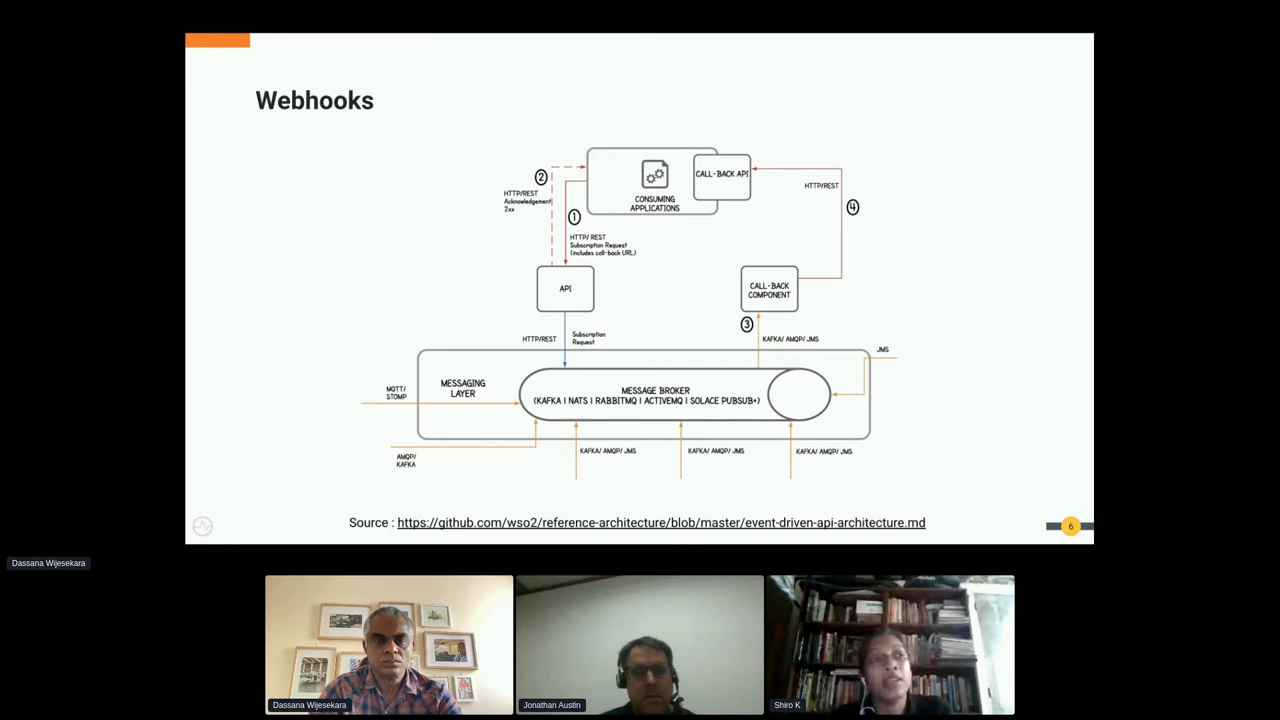 Webhooks
2
HTTP/REST
Acknowledgement
2xx
1
HTTP/ REST
Subscription Request
(includes call-back URL)
CONSUMING
APPLICATIONS
CALL-BACK API
HTTP/REST
4
API
CALL-BACK
COMPONENT
3
HTTP/REST
Subscription
Request
KAFKA/ AMQP/ JMS
JMS
MESSAGING
LAYER
MQTT/
STOMP
MESSAGE BROKER
(KAFKA | NATS | RABBITMQ | ACTIVEMQ | SOLACE PUBSUB+)
AMQP/
KAFKA
KAFKA/ AMQP/ JMS
KAFKA/ AMQP/ JMS
KAFKA/ AMQP/ JMS
Source : https://github.com/wso2/reference-architecture/blob/master/event-driven-api-architecture.md
6
Dassana Wijesekara
Dassana Wijesekara
Jonathan Austin
Shiro K